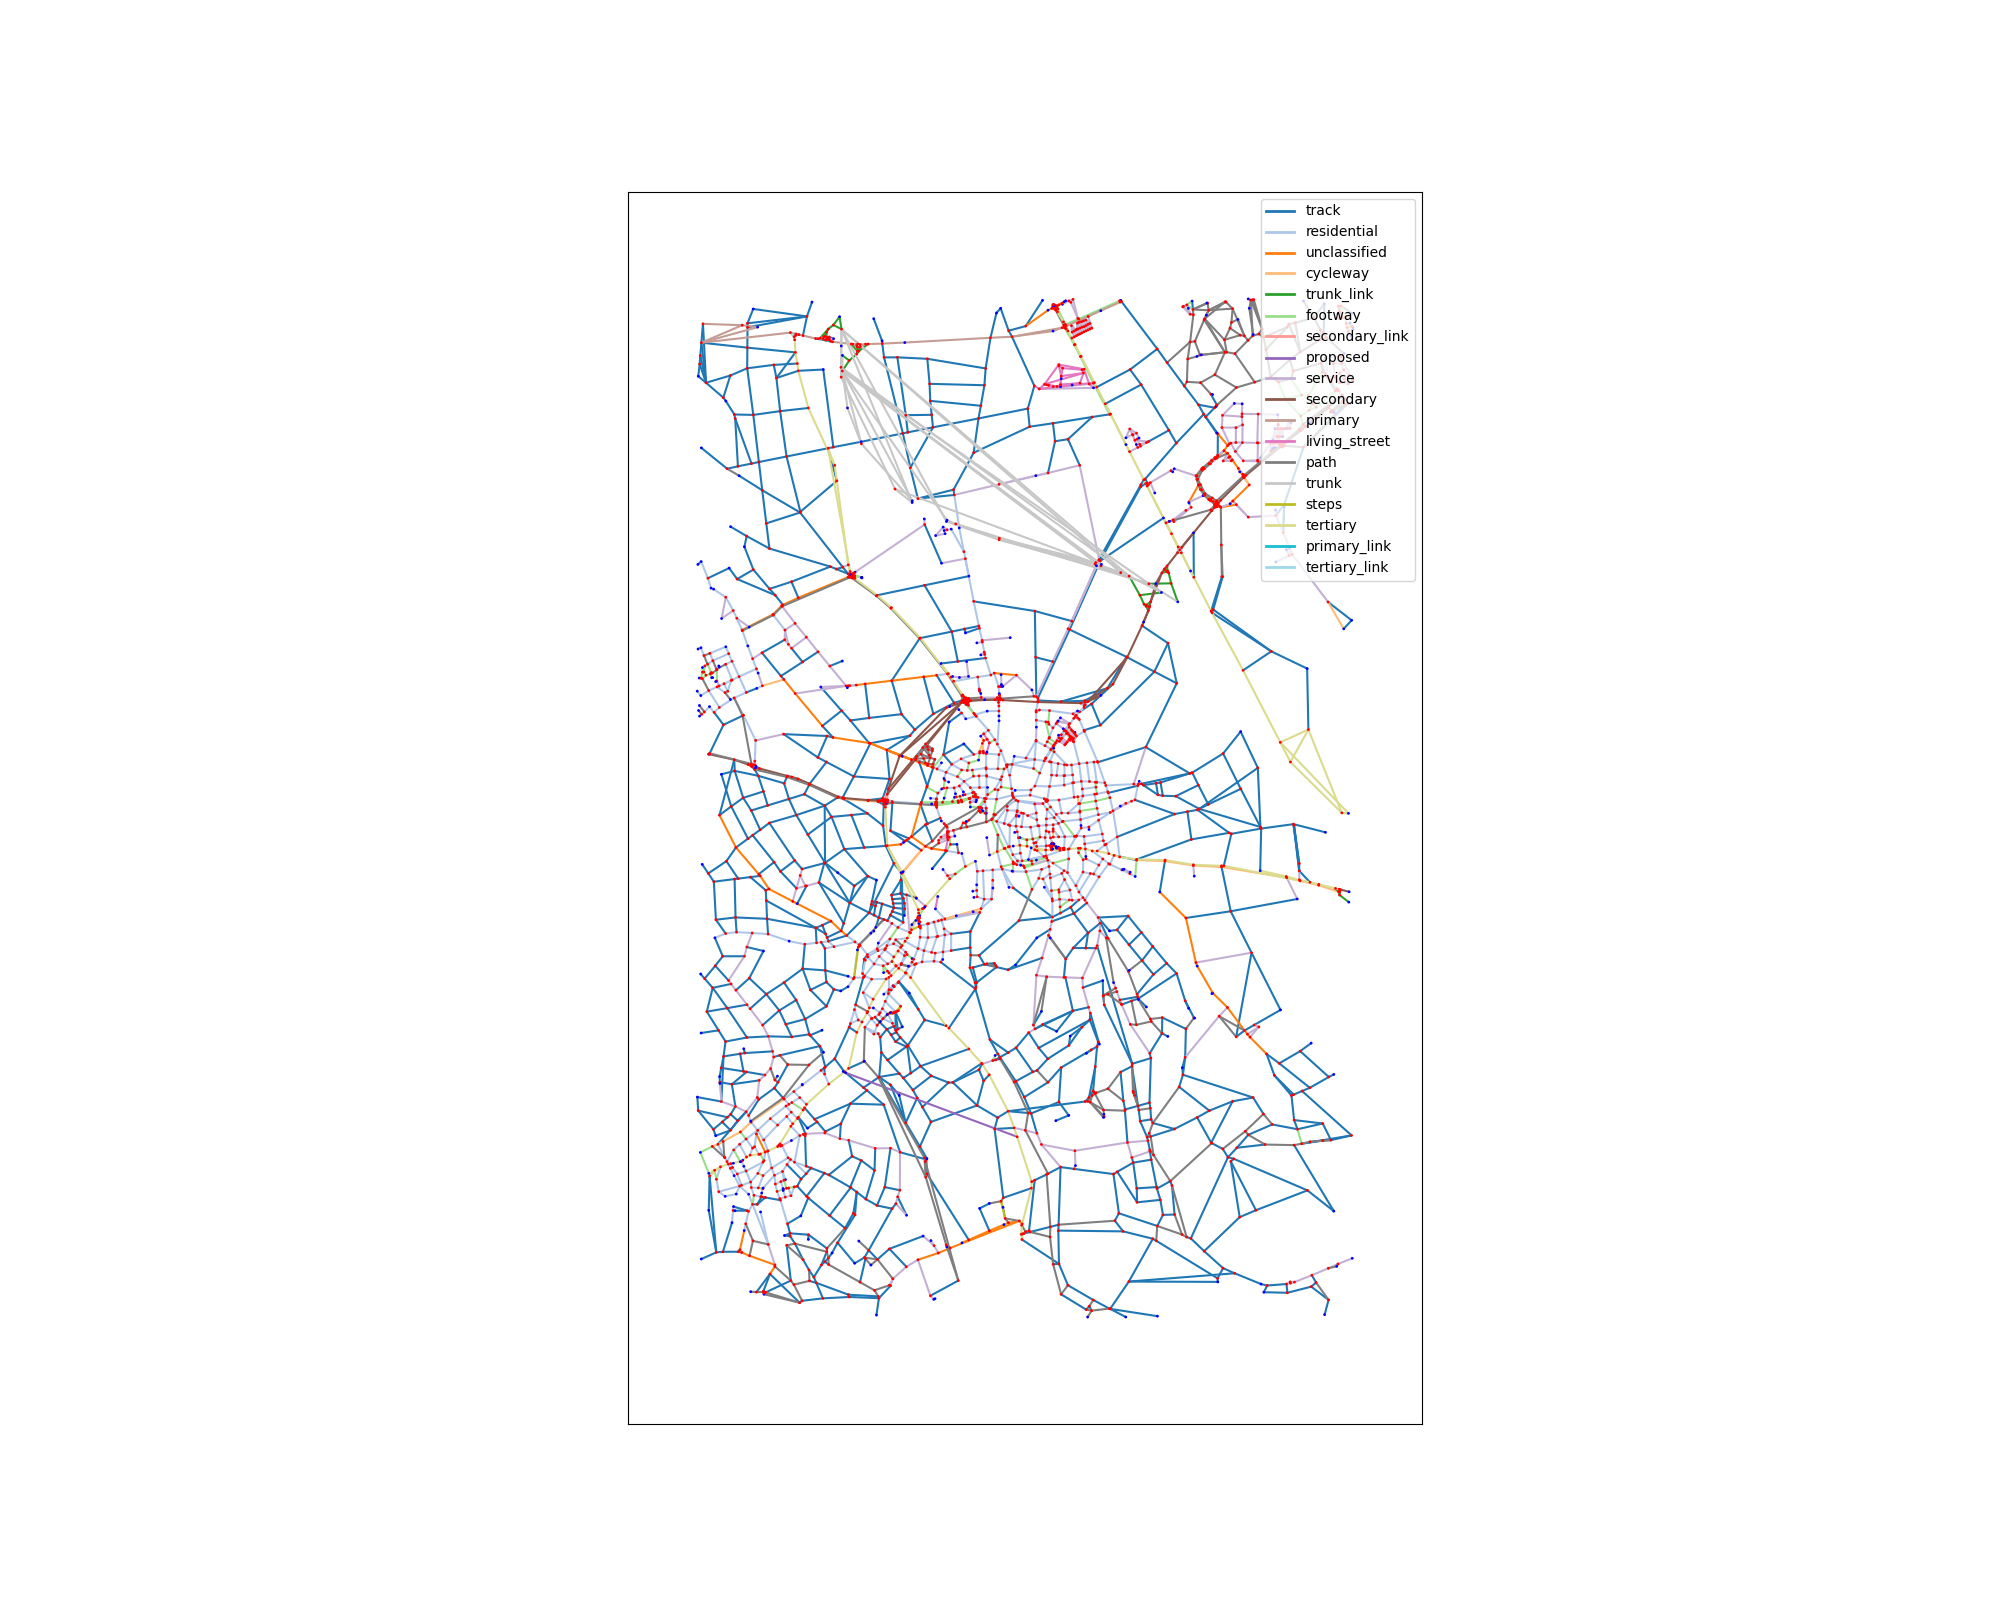 track
residential
unclassified
cycleway
trunk_link
footway
secondary_link
proposed
service
secondary
primary
living_street
path
trunk
steps
tertiary
primary_link
tertiary_link